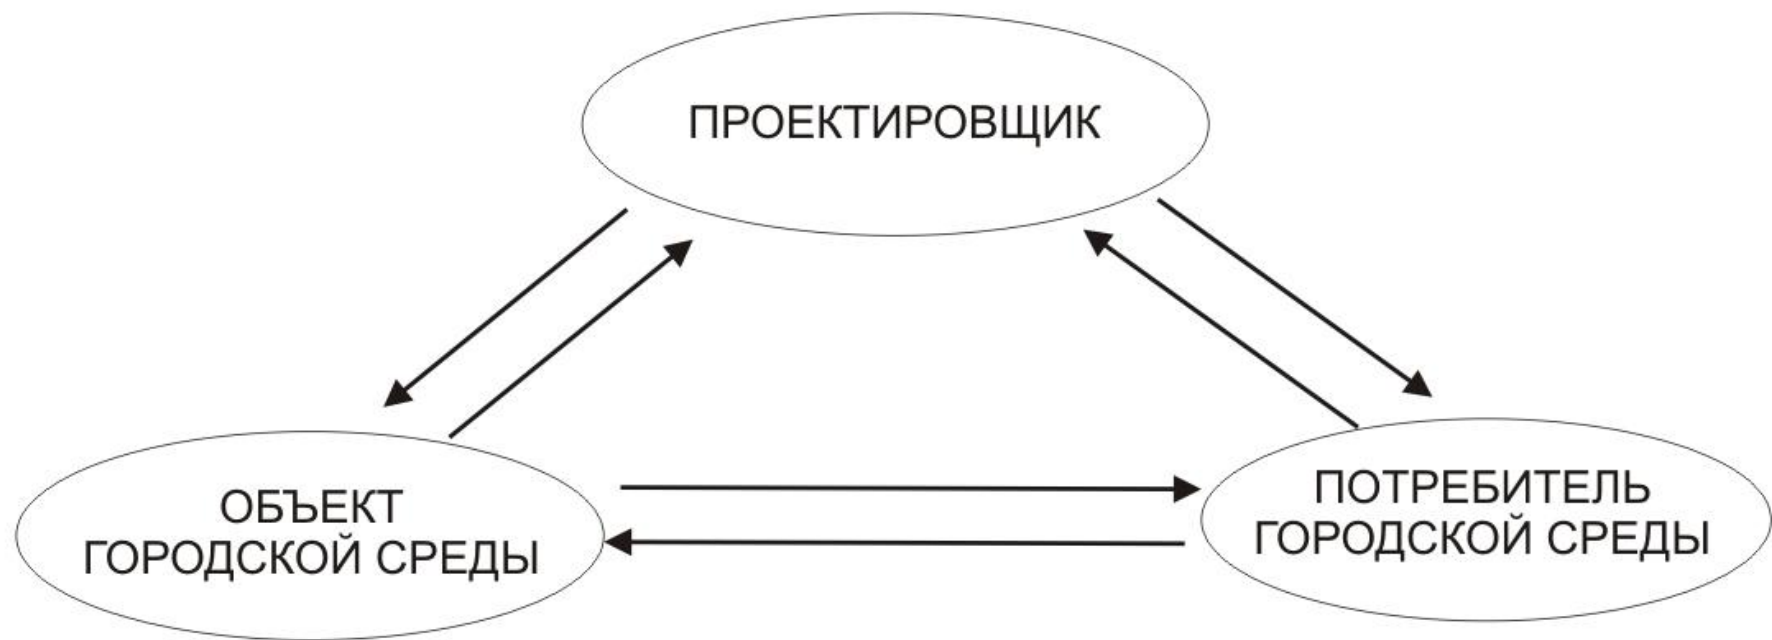 ПРОЕКТИРОВЩИК
ОБЪЕКТ
ГОРОДСКОЙ СРЕДЫ
ПОТРЕБИТЕЛЬ
ГОРОДСКОЙ СРЕДЫ